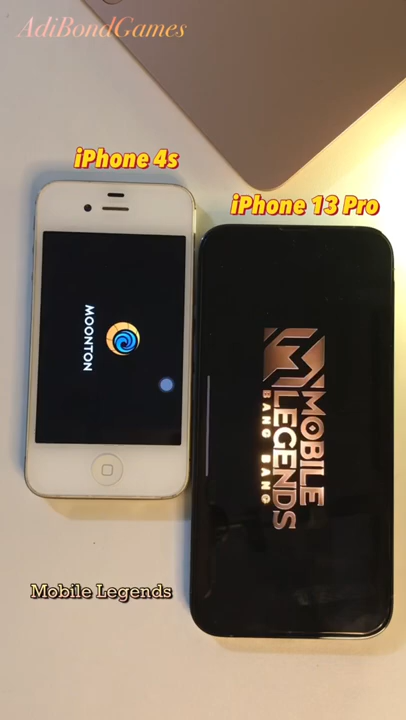 AdiBondGames
iPhone 4s
iPhone 13 Pro
MOONTON
MOBILE
LEGENDS
BANG BANG
Mobile Legends